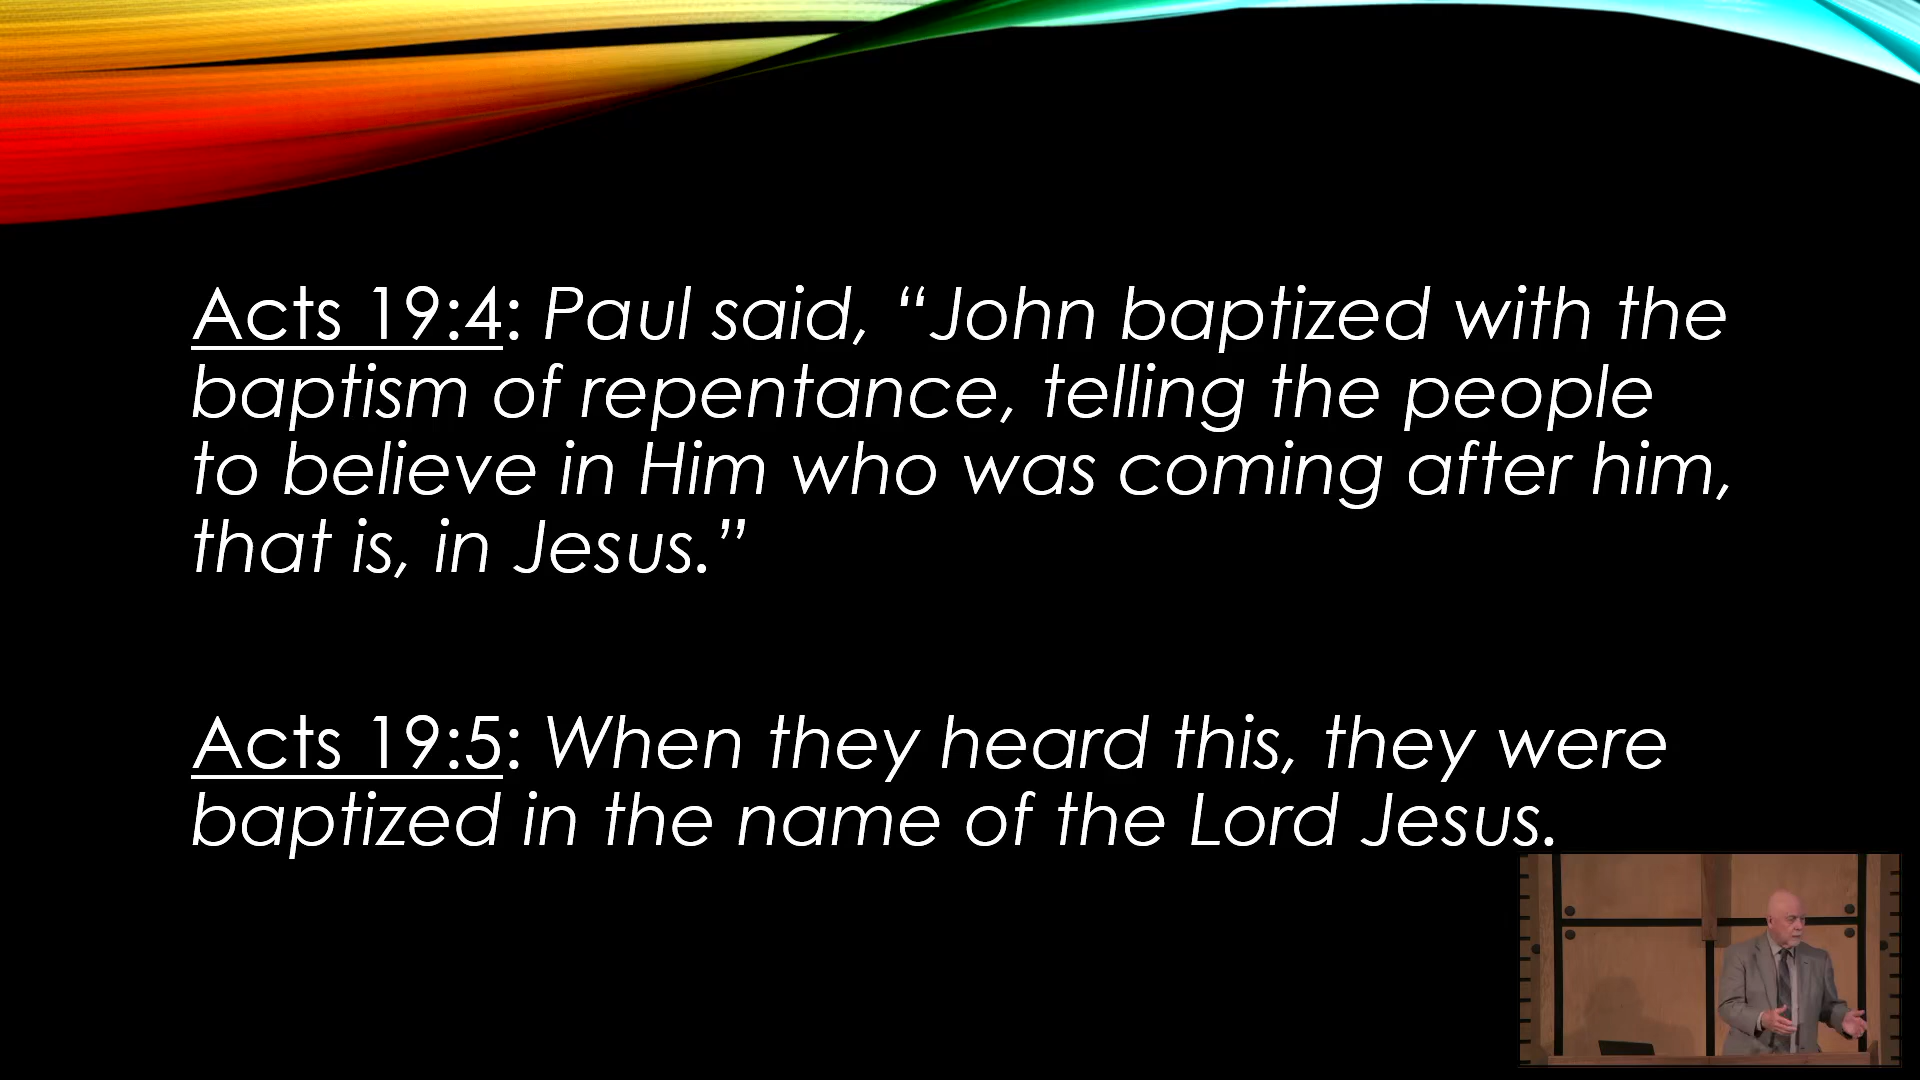 Acts 19:4: Paul said, “John baptized with the
baptism of repentance, telling the people
to believe in Him who was coming after him,
that is, in Jesus.”
Acts 19:5: When they heard this, they were
baptized in the name of the Lord Jesus.